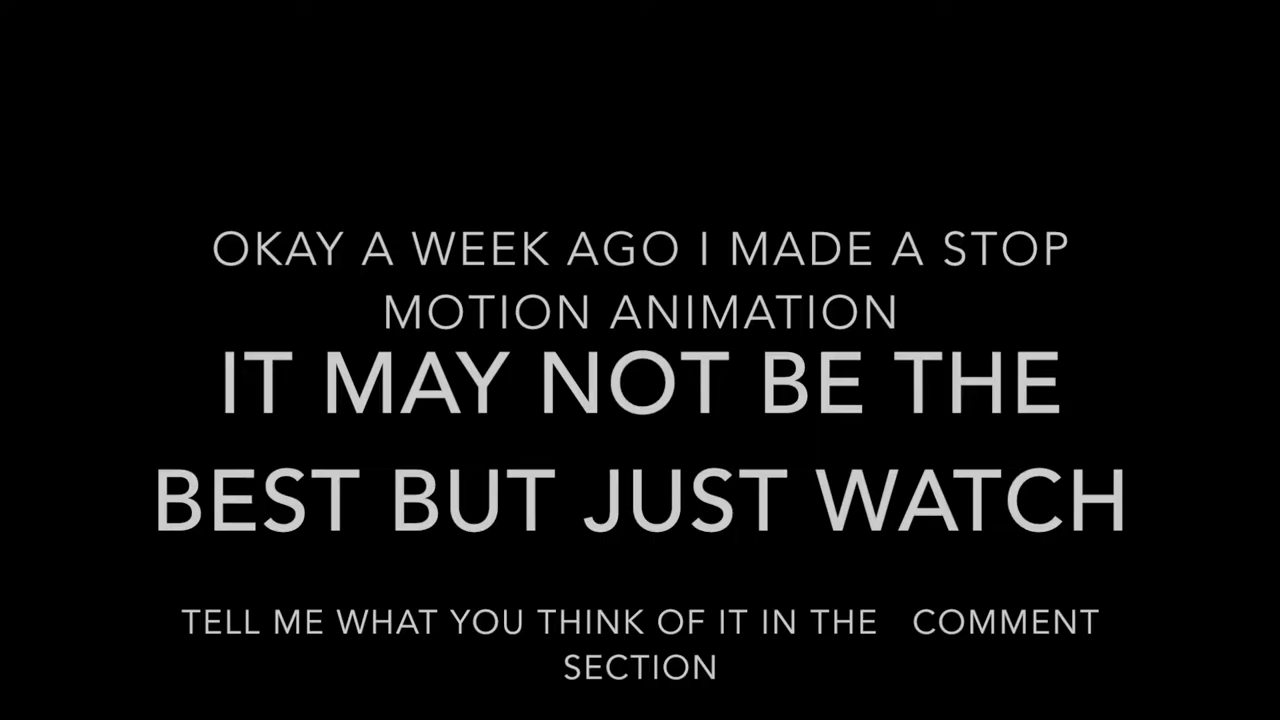 OKAY A WEEK AGO I MADE A STOP
MOTION ANIMATION
IT MAY NOT BE THE
BEST BUT JUST WATCH
TELL ME WHAT YOU THINK OF IT IN THE COMMENT
SECTION